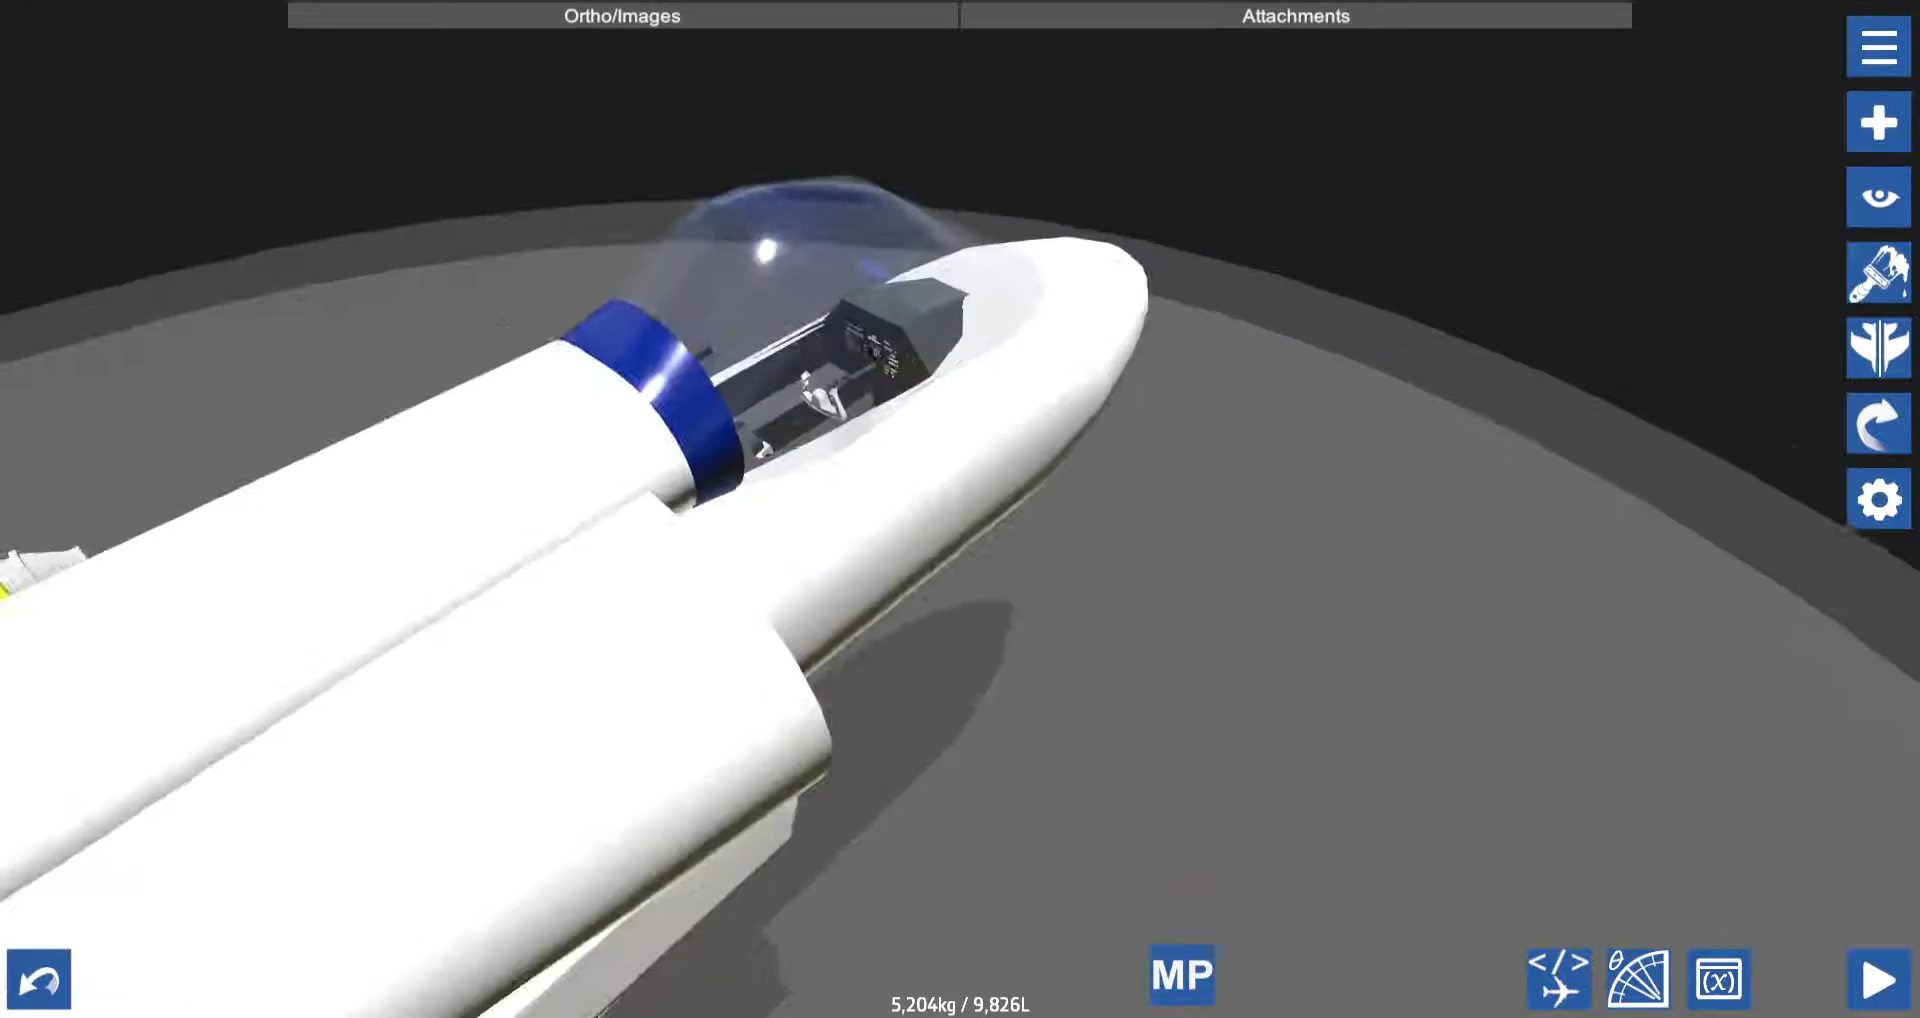 Ortho/Images
Attachments
MP
</>
θ
(x)
5,204kg / 9,826L